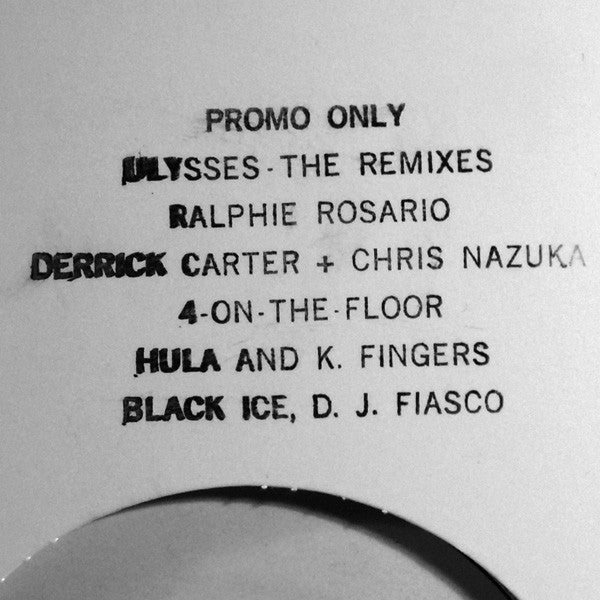 PROMO ONLY
ULYSSES - THE REMIXES
RALPHIE ROSARIO
DERRICK CARTER + CHRIS NAZUKA
4-ON-THE-FLOOR
HULA AND K. FINGERS
BLACK ICE, D. J. FIASCO